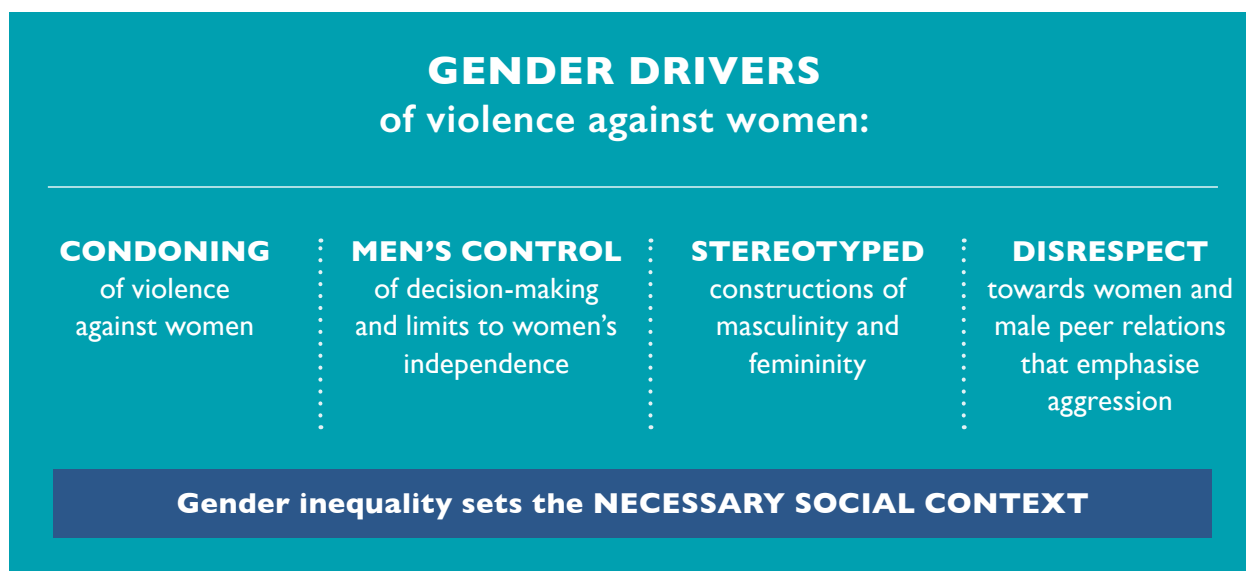 GENDER DRIVERS
of violence against women:
CONDONING
of violence
against women
MEN’S CONTROL
of decision-making
and limits to women’s
independence
STEREOTYPED
constructions of
masculinity and
femininity
DISRESPECT
towards women and
male peer relations
that emphasise
aggression
Gender inequality sets the NECESSARY SOCIAL CONTEXT